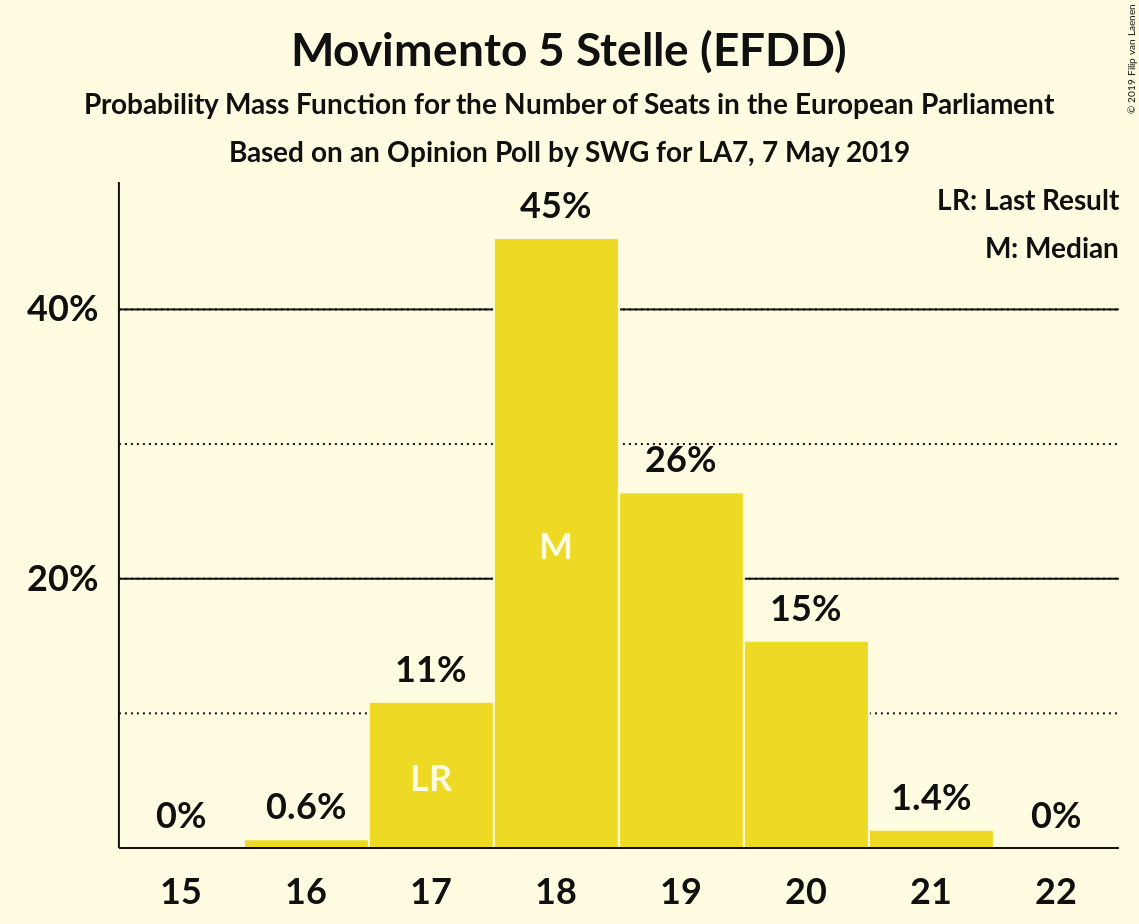 Movimento 5 Stelle (EFDD)
Probability Mass Function for the Number of Seats in the European Parliament
Based on an Opinion Poll by SWG for LA7, 7 May 2019
© 2019 Filip van Laenen
LR: Last Result
M: Median
45%
40%
26%
M
20%
15%
11%
LR
0%
0.6%
1.4%
0%
15 16 17 18 19 20 21 22